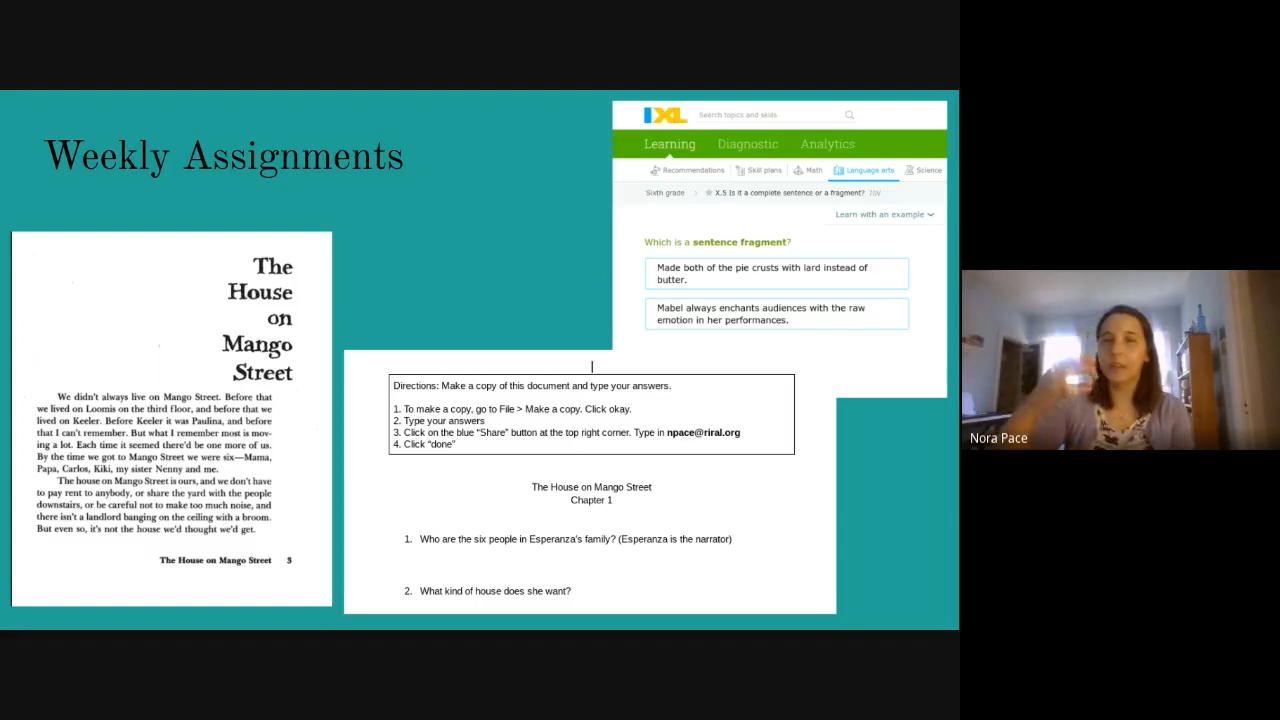 Weekly Assignments
The
House
on
Mango
Street
We didn't always live on Mango Street. Before that
we lived on Loomis on the third floor, and before that we
lived on Keeler. Before Keeler it was Paulina, and before
that I can't remember. But what I remember most is mov-
ing a lot. Each time it seemed there'd be one more of us.
By the time we got to Mango Street we were six—Mama,
Papa, Carlos, Kiki, my sister Nenny and me.
The house on Mango Street is ours, and we don't have
to pay rent to anybody, or share the yard with the people
downstairs, or be careful not to make too much noise, and
there isn't a landlord banging on the ceiling with a broom.
But even so, it's not the house we'd thought we'd get.
The House on Mango Street 3
IXL
Search topics and skills
Learning Diagnostic Analytics
Recommendations Skill plans Math Language arts Science
Sixth grade > X.5 Is it a complete sentence or a fragment? 7GV
Learn with an example
Which is a sentence fragment?
Made both of the pie crusts with lard instead of
butter.
Mabel always enchants audiences with the raw
emotion in her performances.
Directions: Make a copy of this document and type your answers.
1. To make a copy, go to File > Make a copy. Click okay.
2. Type your answers
3. Click on the blue “Share” button at the top right corner. Type in npace@riral.org
4. Click “done”
The House on Mango Street
Chapter 1
1. Who are the six people in Esperanza's family? (Esperanza is the narrator)
2. What kind of house does she want?
Nora Pace